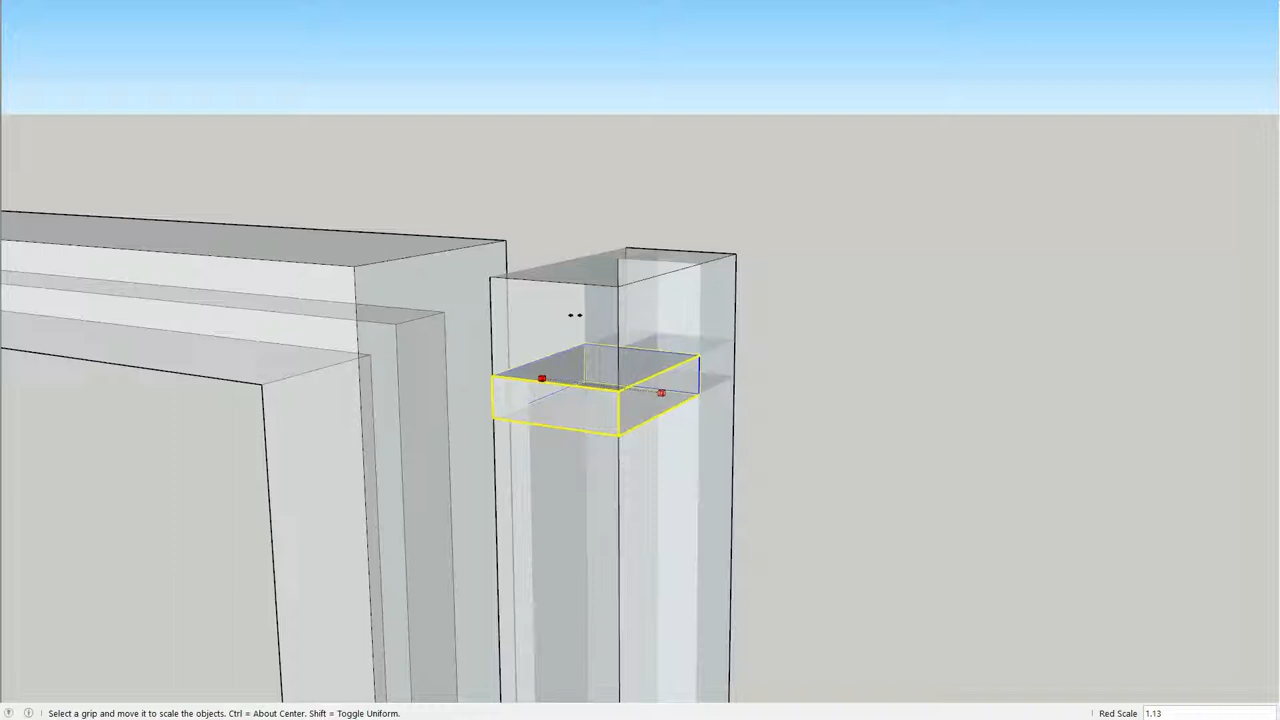 Select a grip and move it to scale the objects. Ctrl = About Center. Shift = Toggle Uniform.
Red Scale 1.13